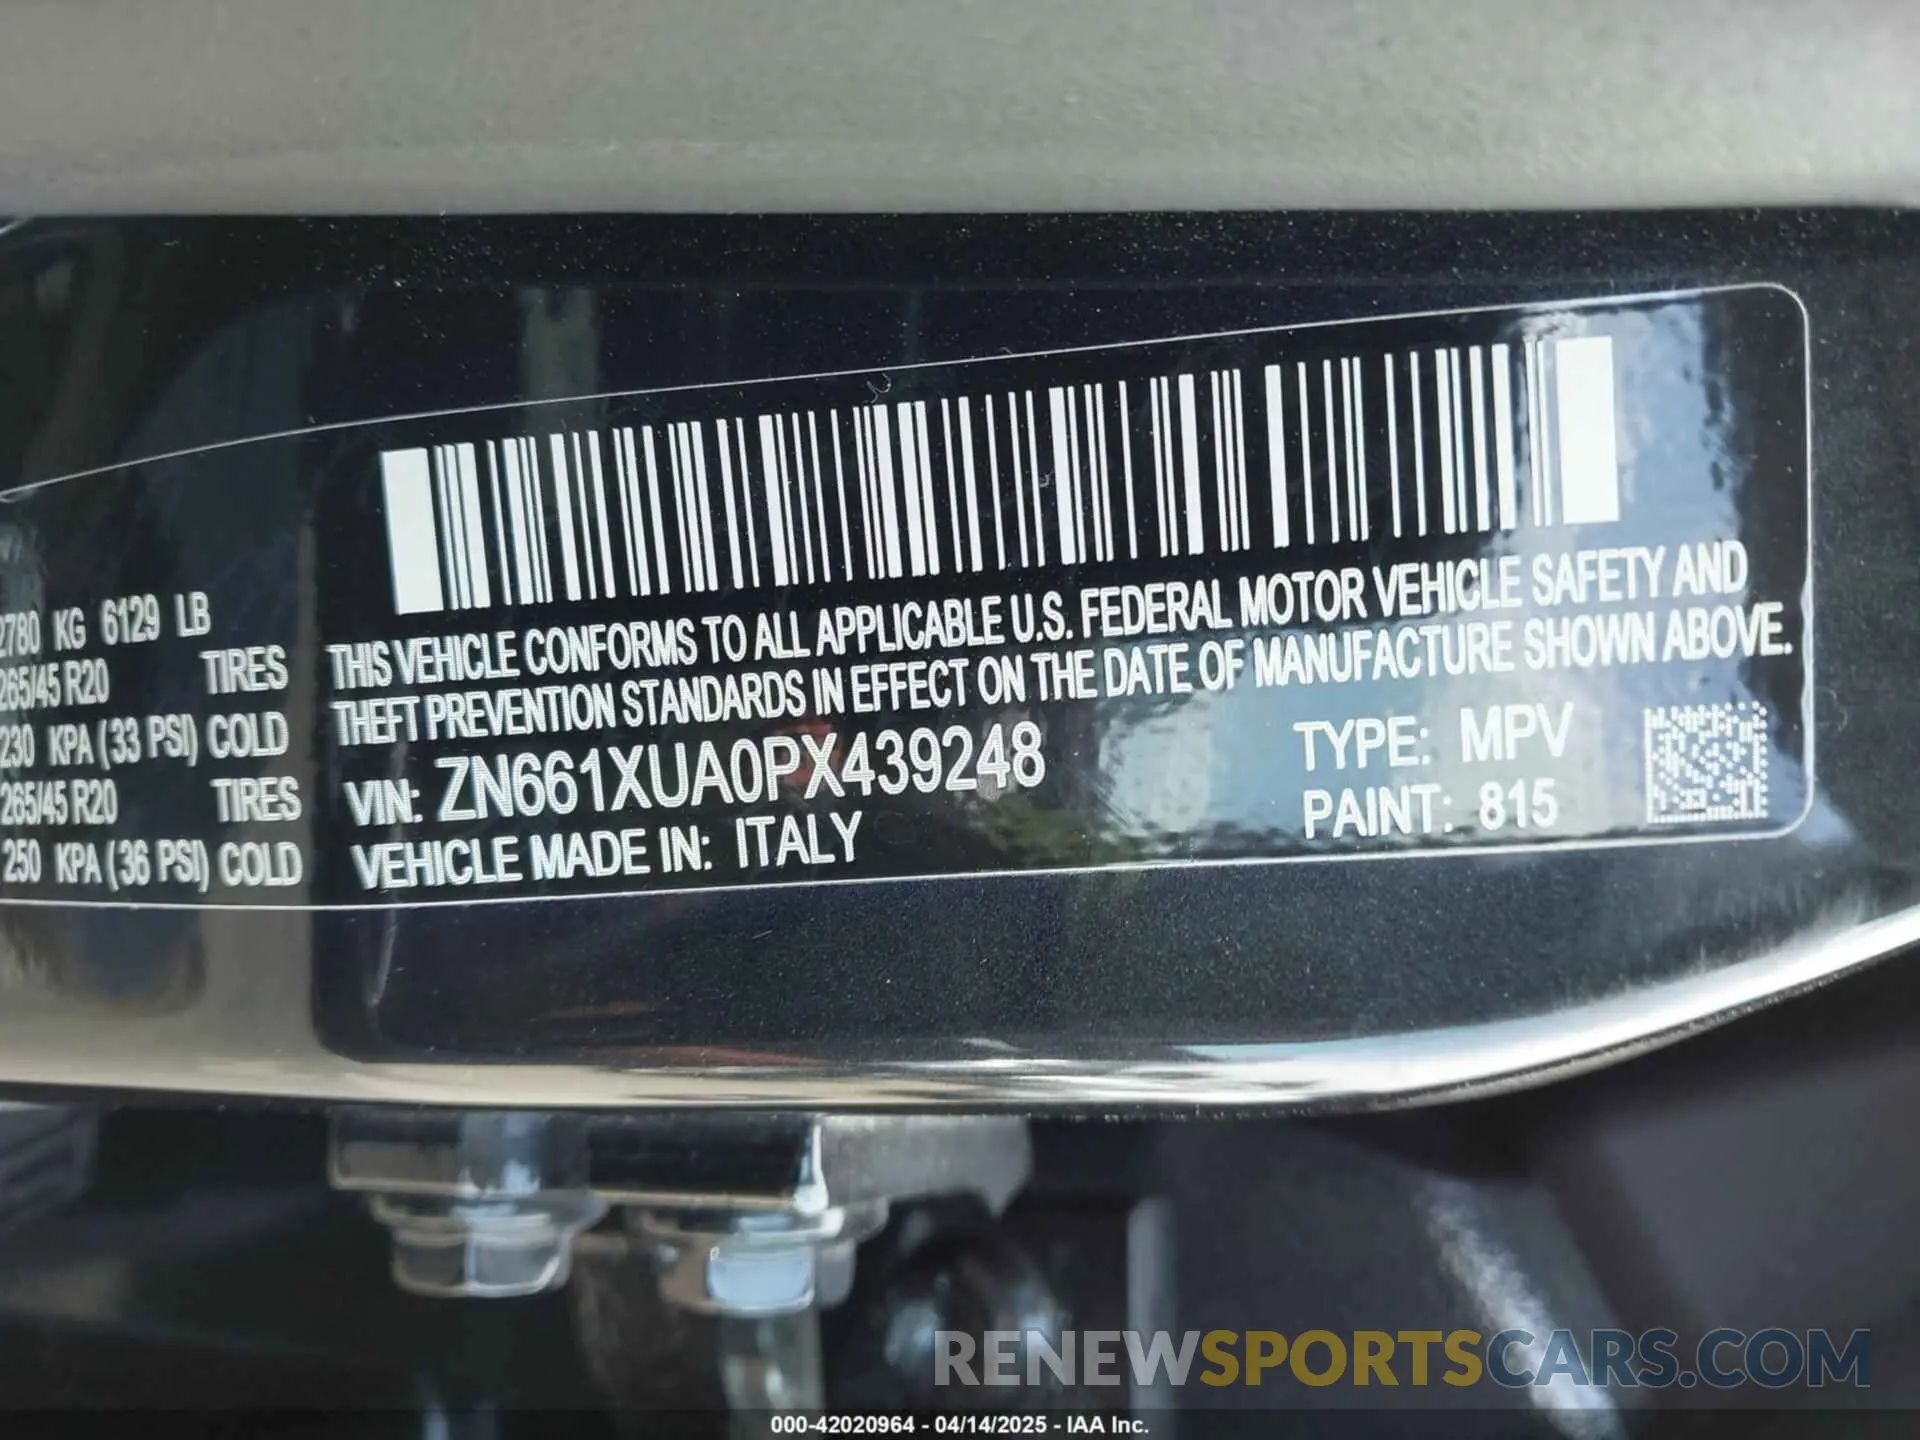 2780 KG 6129 LB
265/45 R20 TIRES
230 KPA (33 PSI) COLD
265/45 R20 TIRES
250 KPA (36 PSI) COLD
THIS VEHICLE CONFORMS TO ALL APPLICABLE U.S. FEDERAL MOTOR VEHICLE SAFETY AND
THEFT PREVENTION STANDARDS IN EFFECT ON THE DATE OF MANUFACTURE SHOWN ABOVE.
VIN: ZN661XUA0PX439248 TYPE: MPV
VEHICLE MADE IN: ITALY PAINT: 815
RENEWSPORTSCARS.COM
000-42020964 - 04/14/2025 - IAA Inc.